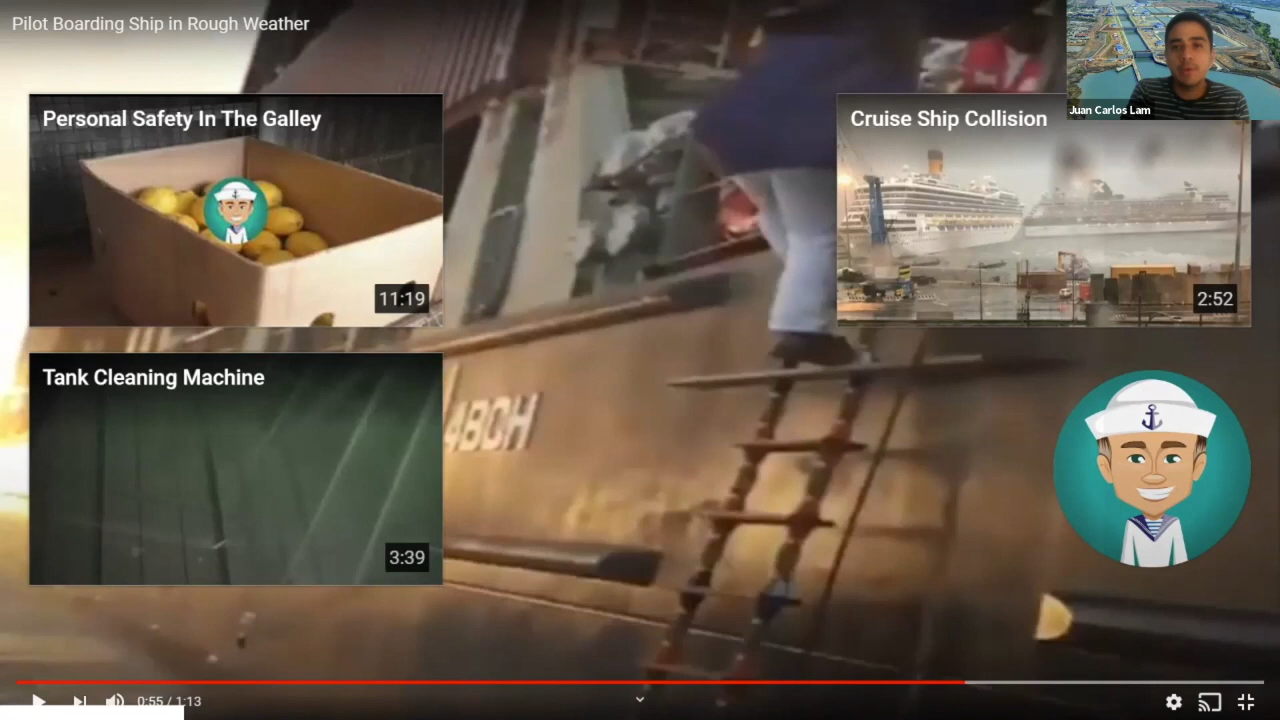 Pilot Boarding Ship in Rough Weather
Juan Carlos Lam
Personal Safety In The Galley
11:19
Cruise Ship Collision
2:52
Tank Cleaning Machine
3:39
0:55 / 1:13